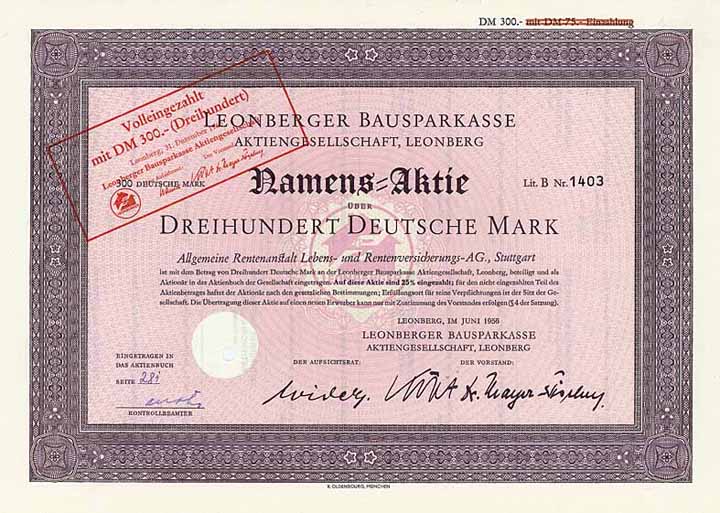 DM 300.- mit DM 75.- Einzahlung
Volleingezahlt
mit DM 300.- (Dreihundert)
Leonberg, 31. Dezember
Leonberger Bausparkasse Aktiengesellschaft
Der Vorstand:
LEONBERGER BAUSPARKASSE
AKTIENGESELLSCHAFT, LEONBERG
300 DEUTSCHE MARK
Namens-Aktie
Lit. B Nr. 1403
ÜBER
DREIHUNDERT DEUTSCHE MARK
Allgemeine Rentenanstalt Lebens- und Rentenversicherungs-AG., Stuttgart
ist mit dem Betrag von Dreihundert Deutsche Mark an der Leonberger Bausparkasse Aktiengesellschaft, Leonberg, beteiligt und als
Aktionär in das Aktienbuch der Gesellschaft eingetragen. Auf diese Aktie sind 25% eingezahlt; für den nicht eingezahlten Teil des
Aktienbetrages haftet der Aktionär nach den gesetzlichen Bestimmungen; Erfüllungsort für seine Verpflichtungen ist der Sitz der Ge-
sellschaft. Die Übertragung dieser Aktie auf einen neuen Erwerber kann nur mit Zustimmung des Vorstandes erfolgen (§ 4 der Satzung).
LEONBERG, IM JUNI 1956
LEONBERGER BAUSPARKASSE
AKTIENGESELLSCHAFT, LEONBERG
EINGETRAGEN IN
DAS AKTIENBUCH
SEITE 281
KONTROLLBEAMTER
DER AUFSICHTSRAT:
DER VORSTAND:
R. OLDENBOURG, MÜNCHEN